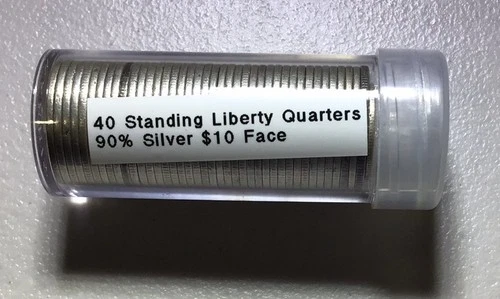 40 Standing Liberty Quarters
90% Silver $10 Face